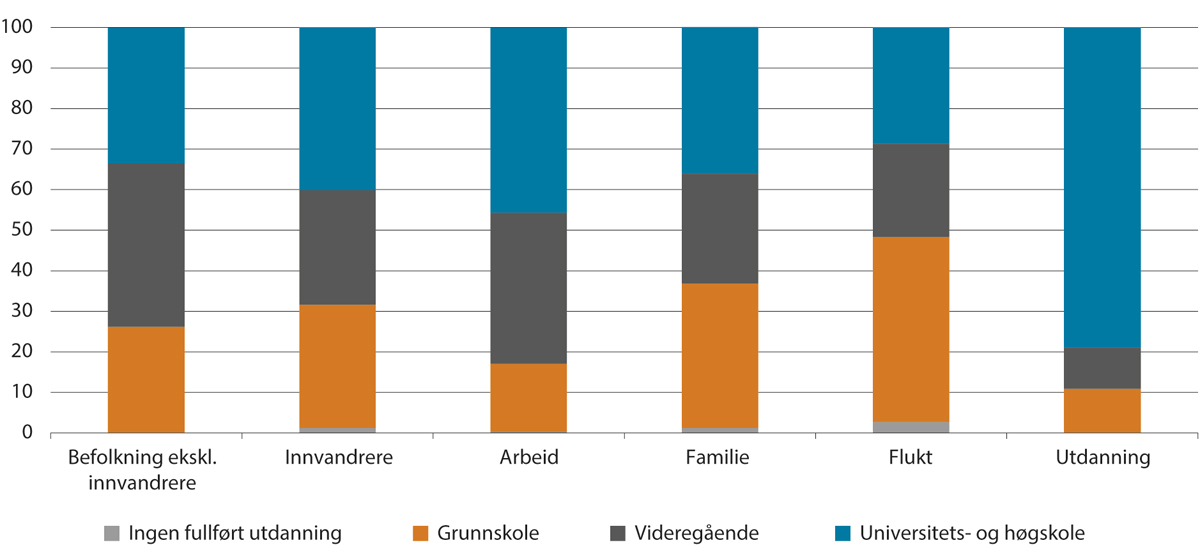 100
90
80
70
60
50
40
30
20
10
0
Befolkning ekskl.
innvandrere
Innvandrere
Arbeid
Familie
Flukt
Utdanning
Ingen fullført utdanning
Grunnskole
Videregående
Universitets- og høgskole